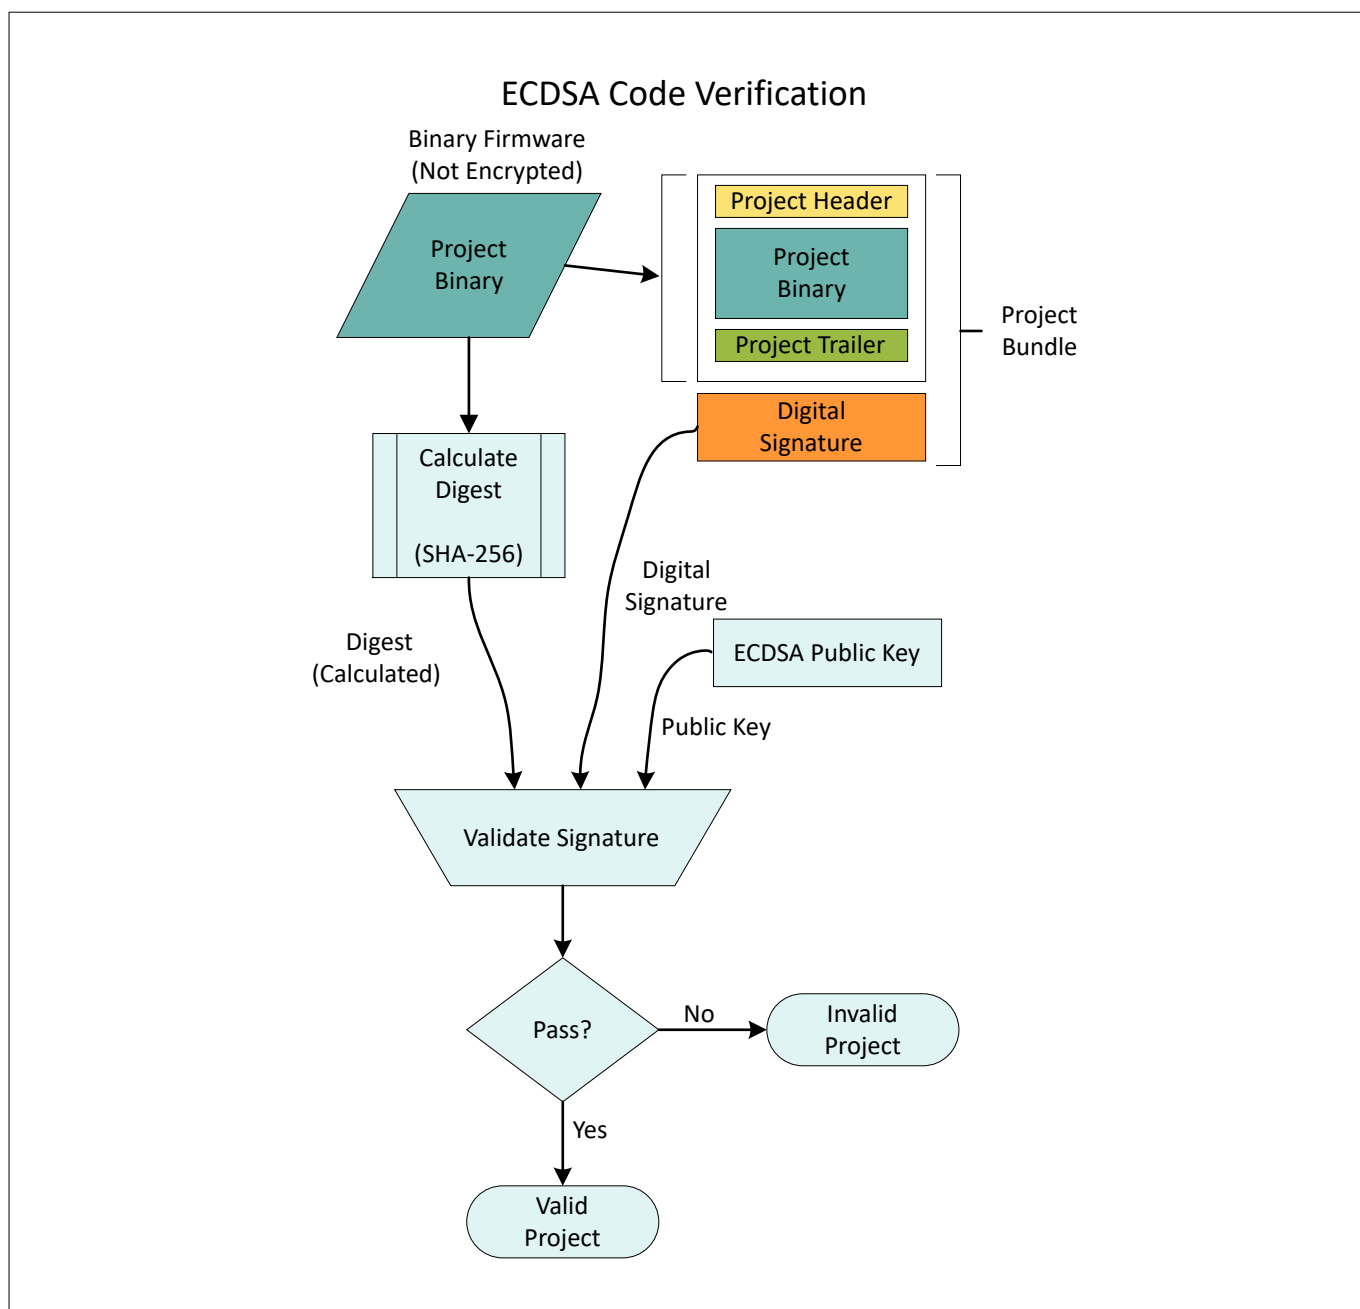 ECDSA Code Verification
Binary Firmware
(Not Encrypted)
Project
Binary
Project Header
Project
Binary
Project Trailer
Project
Bundle
Digital
Signature
Calculate
Digest
(SHA-256)
Digital
Signature
Digest
(Calculated)
ECDSA Public Key
Public Key
Validate Signature
Pass?
No
Invalid
Project
Yes
Valid
Project